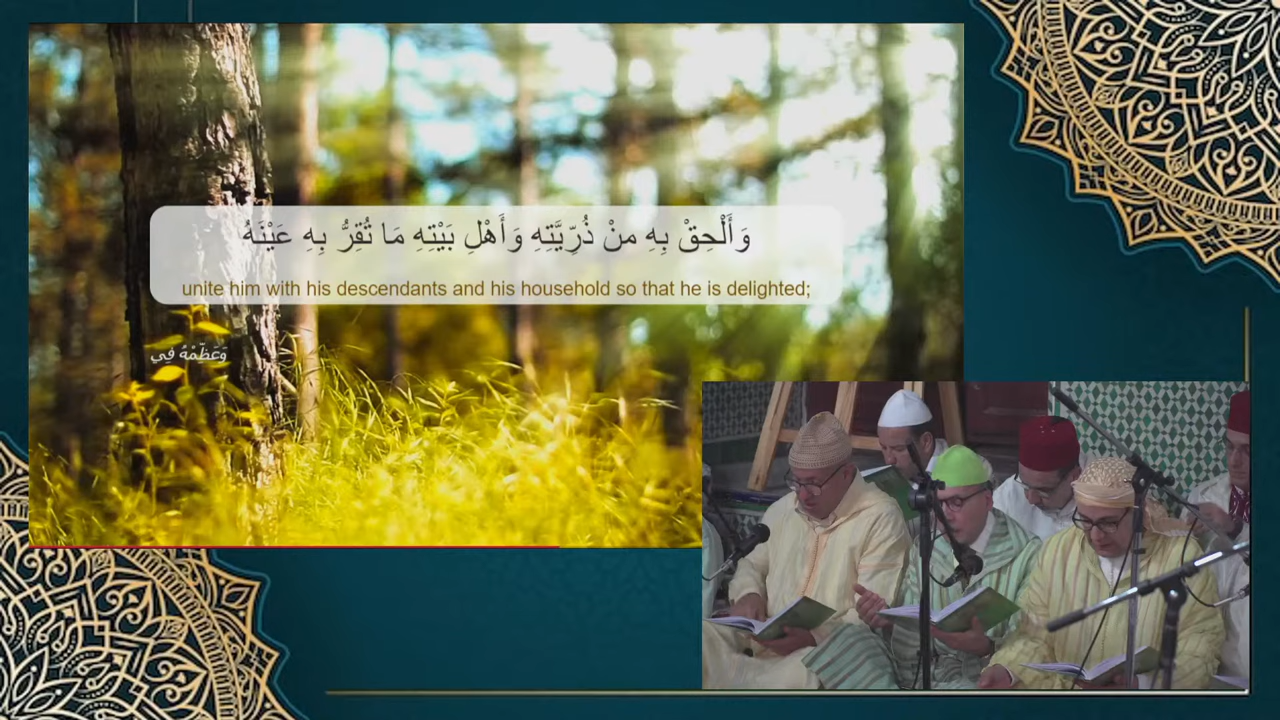 وَأَلْحِقْ بِهِ منْ ذُرِّيَّتِهِ وَأَهْلِ بَيْتِهِ مَا تُقِرُّ بِهِ عَيْنَهُ
unite him with his descendants and his household so that he is delighted;
وَعَظِّمْهُ فِي